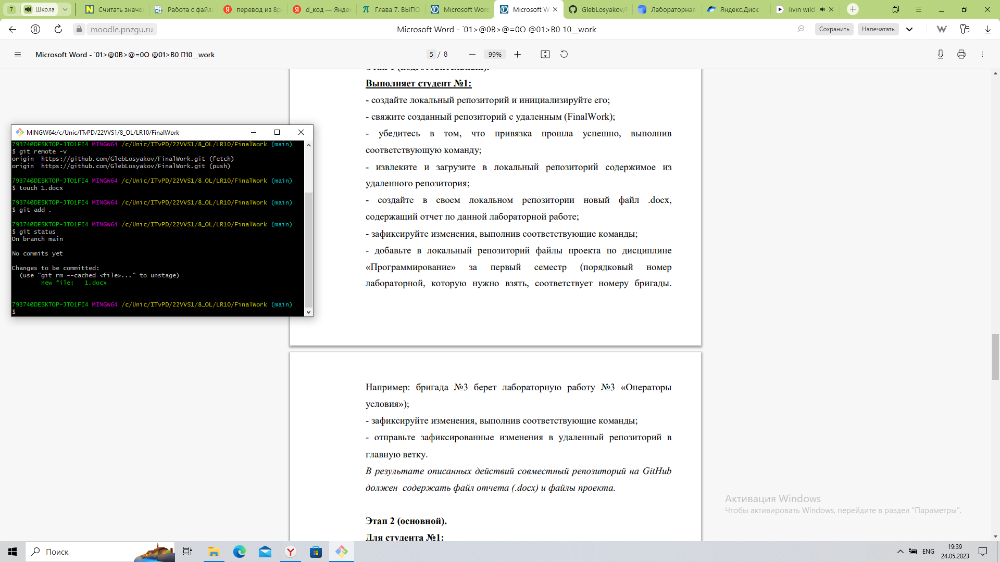 7
Школа
Считать значе
Работа с файла
перевод из 8р
d_код — Янде
Глава 7. ВЫПО
Microsoft Word
Microsoft W
GlebLosyakov/
Лабораторная
Яндекс.Диск
livin wild
moodle.pnzgu.ru
Microsoft Word - '01>@0B>@=0O @01>B0 10__work
Сохранить
Напечатать
Microsoft Word - '01>@0B>@=0O @01>B0 10__work
5 / 8
99%
Выполняет студент №1:
- создайте локальный репозиторий и инициализируйте его;
- свяжите созданный репозиторий с удаленным (FinalWork);
- убедитесь в том, что привязка прошла успешно, выполнив
соответствующую команду;
- извлеките и загрузите в локальный репозиторий содержимое из
удаленного репозитория;
- создайте в своем локальном репозитории новый файл .docx,
содержащий отчет по данной лабораторной работе;
- зафиксируйте изменения, выполнив соответствующие команды;
- добавьте в локальный репозиторий файлы проекта по дисциплине
«Программирование» за первый семестр (порядковый номер
лабораторной, которую нужно взять, соответствует номеру бригады.
MINGW64:/c/Unic/ITvPD/22VVS1/8_OL/LR10/FinalWork
79374@DESKTOP-JTO1FI4 MINGW64 /c/Unic/ITvPD/22VVS1/8_OL/LR10/FinalWork (main)
$ git remote -v
origin  https://github.com/GlebLosyakov/FinalWork.git (fetch)
origin  https://github.com/GlebLosyakov/FinalWork.git (push)
79374@DESKTOP-JTO1FI4 MINGW64 /c/Unic/ITvPD/22VVS1/8_OL/LR10/FinalWork (main)
$ touch 1.docx
79374@DESKTOP-JTO1FI4 MINGW64 /c/Unic/ITvPD/22VVS1/8_OL/LR10/FinalWork (main)
$ git add .
79374@DESKTOP-JTO1FI4 MINGW64 /c/Unic/ITvPD/22VVS1/8_OL/LR10/FinalWork (main)
$ git status
On branch main
No commits yet
Changes to be committed:
(use "git rm --cached <file>..." to unstage)
new file:   1.docx
79374@DESKTOP-JTO1FI4 MINGW64 /c/Unic/ITvPD/22VVS1/8_OL/LR10/FinalWork (main)
$
Например: бригада №3 берет лабораторную работу №3 «Операторы
условия»);
- зафиксируйте изменения, выполнив соответствующие команды;
- отправьте зафиксированные изменения в удаленный репозиторий в
главную ветку.
В результате описанных действий совместный репозиторий на GitHub
должен содержать файл отчета (.docx) и файлы проекта.
Этап 2 (основной).
Для студента №1:
Активация Windows
Чтобы активировать Windows, перейдите в раздел "Параметры".
Поиск
ENG
19:39
24.05.2023